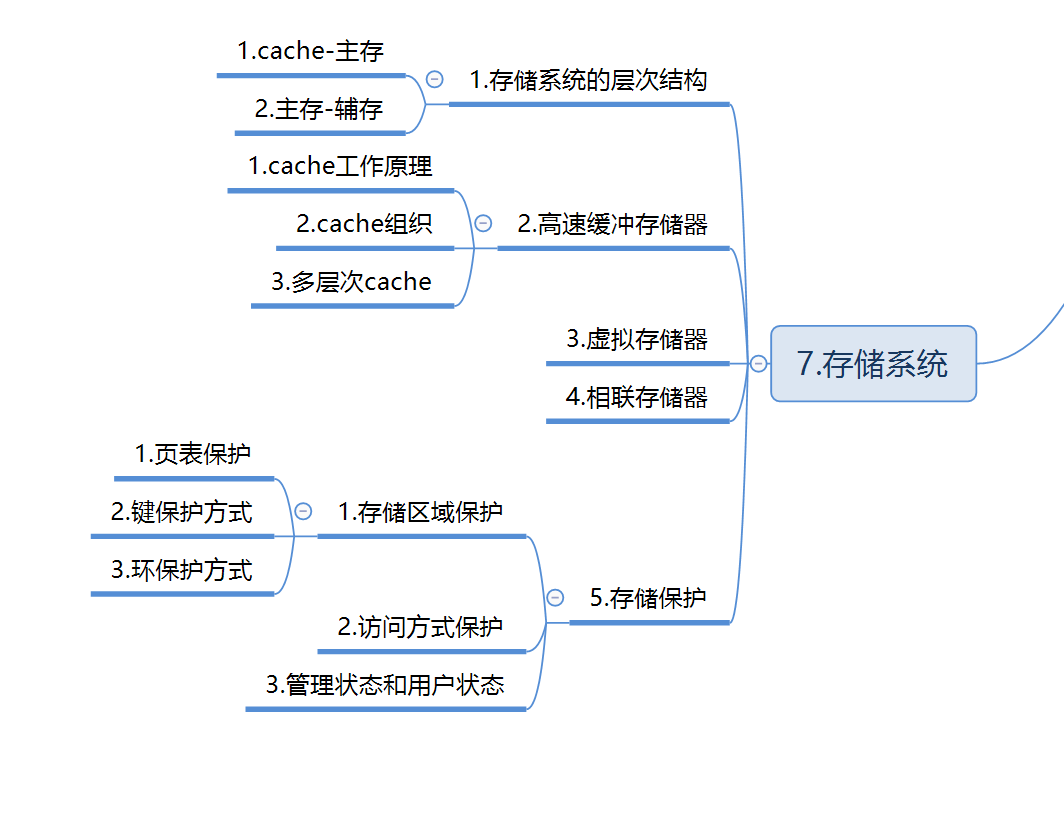 7.存储系统
1.存储系统的层次结构
1.cache-主存
2.主存-辅存
2.高速缓冲存储器
1.cache工作原理
2.cache组织
3.多层次cache
3.虚拟存储器
4.相联存储器
5.存储保护
1.存储区域保护
1.页表保护
2.键保护方式
3.环保护方式
2.访问方式保护
3.管理状态和用户状态